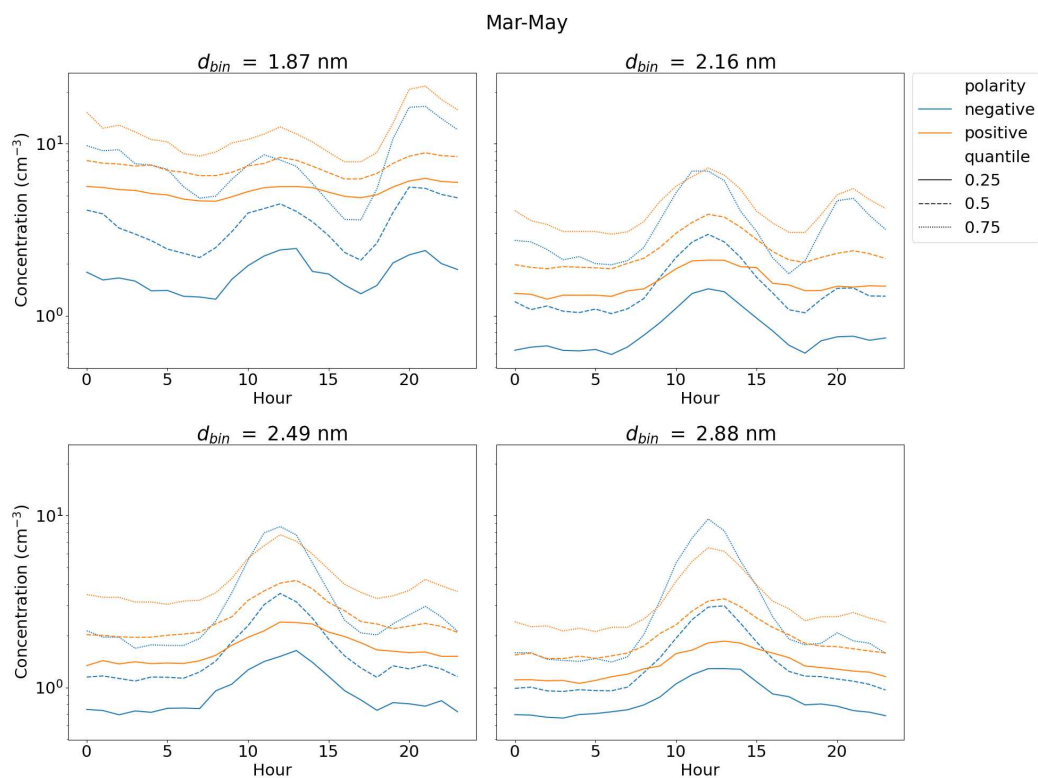 Mar-May
d_bin = 1.87 nm
d_bin = 2.16 nm
Concentration (cm⁻³)
10¹
10⁰
0 5 10 15 20
Hour
0 5 10 15 20
Hour
polarity
negative
positive
quantile
0.25
0.5
0.75
d_bin = 2.49 nm
d_bin = 2.88 nm
Concentration (cm⁻³)
10¹
10⁰
0 5 10 15 20
Hour
0 5 10 15 20
Hour